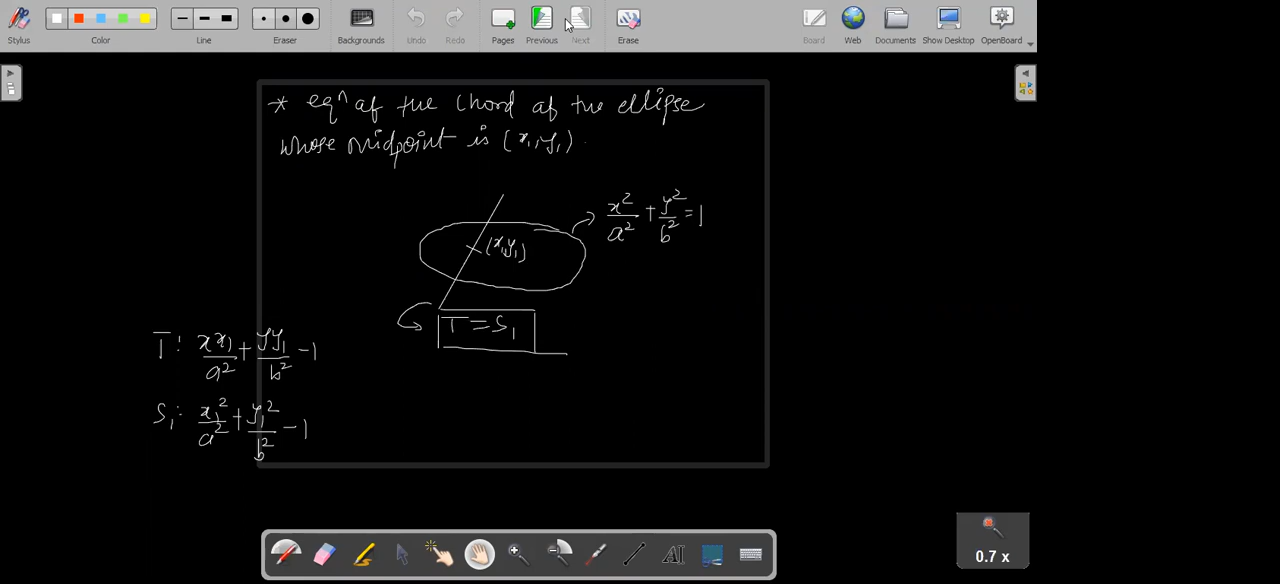 Stylus
Color
Line
Eraser
Backgrounds
Undo
Redo
Pages
Previous
Next
Erase
Board
Web
Documents
Show Desktop
OpenBoard
* eqⁿ of the chord of the ellipse
whose midpoint is (x₁,y₁)
x²/a² + y²/b² = 1
(x₁,y₁)
T = S₁
T: xx₁/a² + yy₁/b² - 1
S₁: x₁²/a² + y₁²/b² - 1
AI
0.7 x